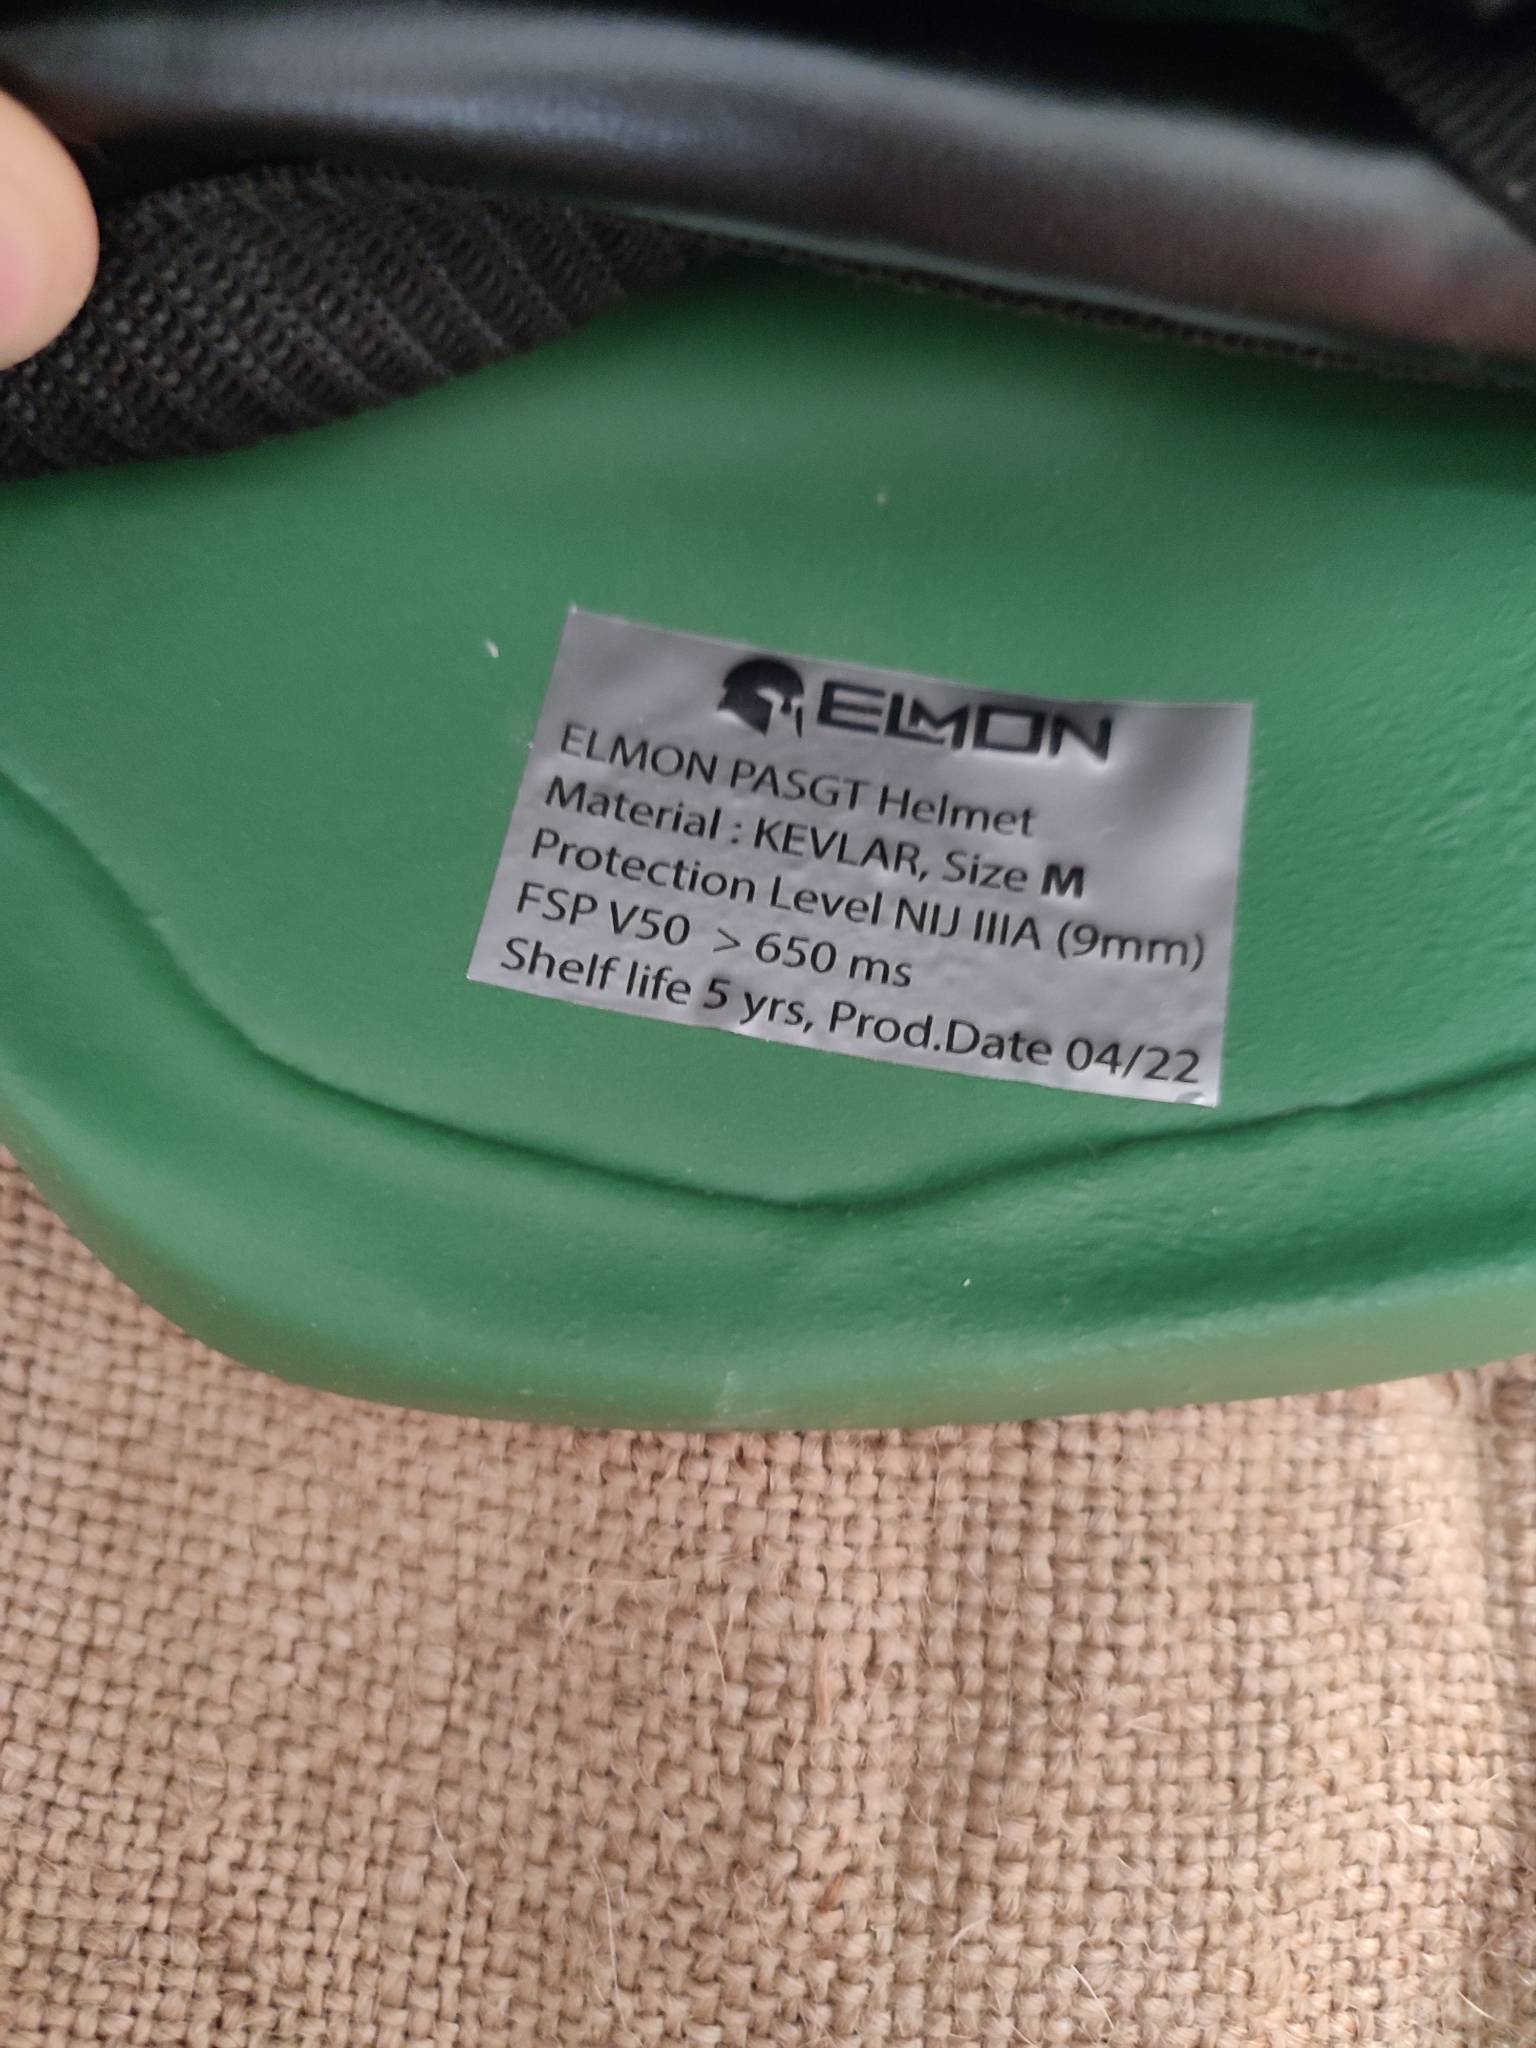 ELMON
ELMON PASGT Helmet
Material : KEVLAR, Size M
Protection Level NIJ IIIA (9mm)
FSP V50 > 650 ms
Shelf life 5 yrs, Prod.Date 04/22